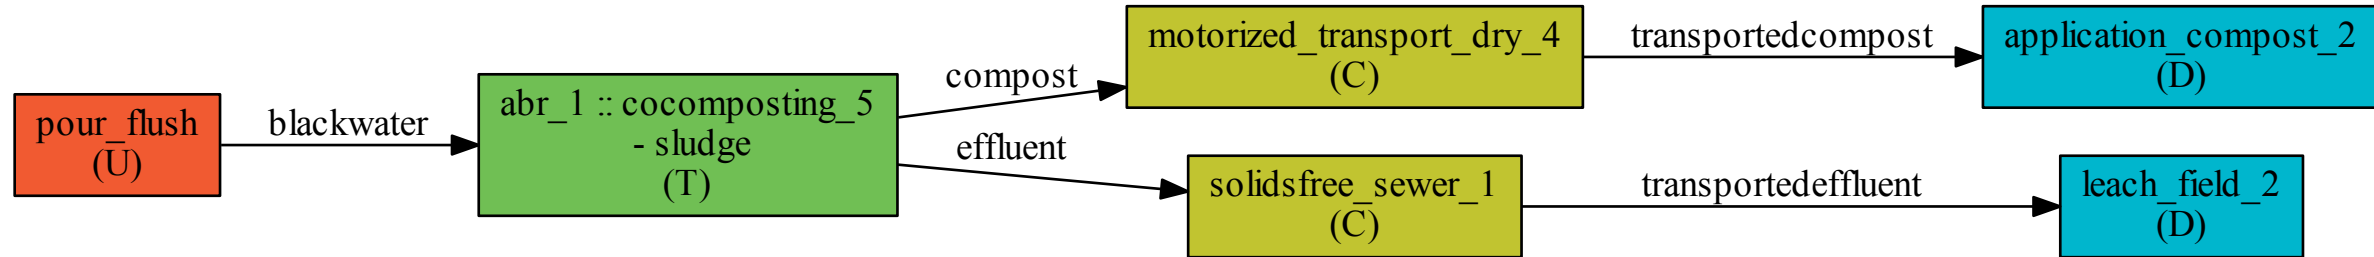 pour_flush
(U)
blackwater
abr_1 :: cocomposting_5
- sludge
(T)
compost
effluent
motorized_transport_dry_4
(C)
transportedcompost
application_compost_2
(D)
solidsfree_sewer_1
(C)
transportedeffluent
leach_field_2
(D)